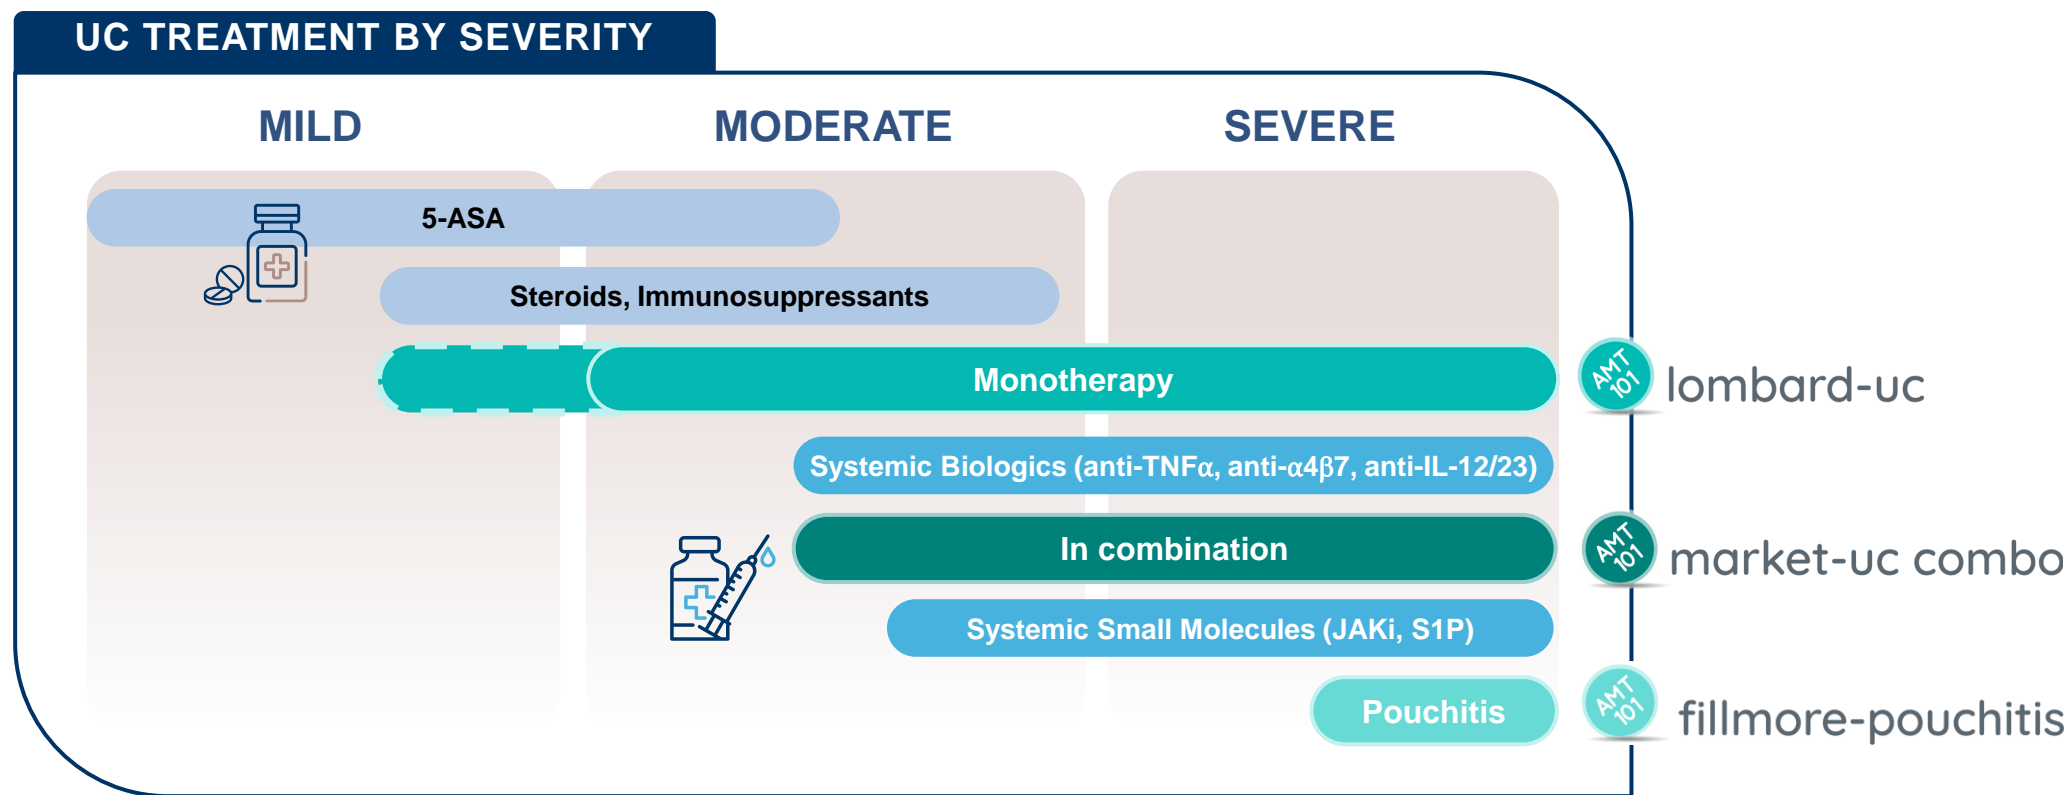 UC TREATMENT BY SEVERITY
MILD
MODERATE
SEVERE
5-ASA
Steroids, Immunosuppressants
Monotherapy
AMT
101
lombard-uc
Systemic Biologics (anti-TNFα, anti-α4β7, anti-IL-12/23)
In combination
AMT
101
market-uc combo
Systemic Small Molecules (JAKi, S1P)
Pouchitis
AMT
101
fillmore-pouchitis